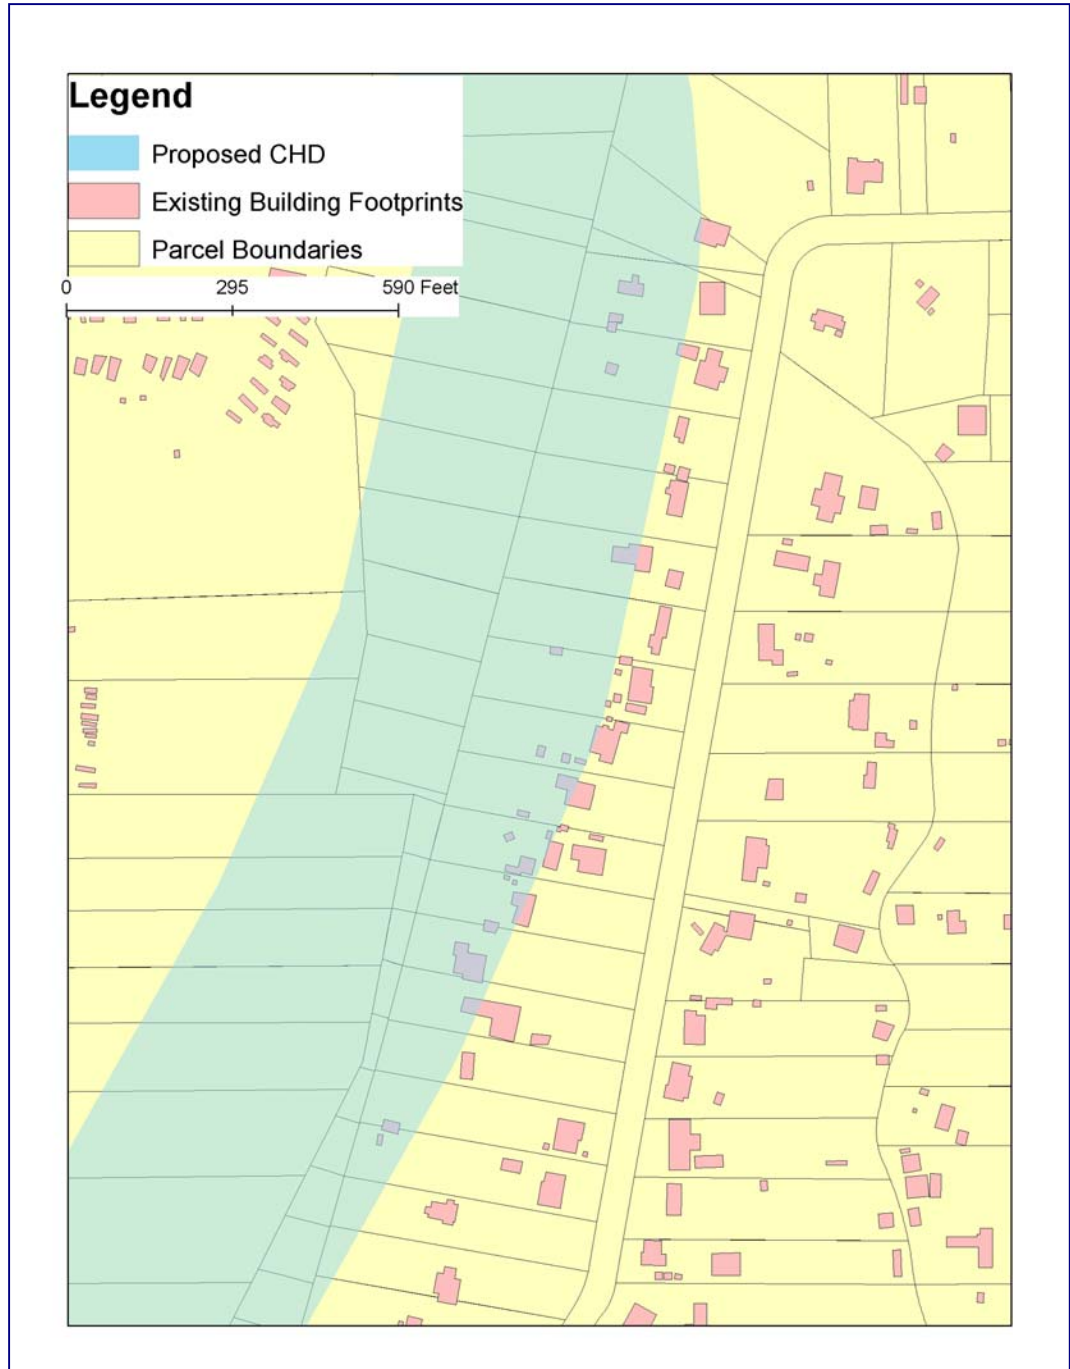 Legend
Proposed CHD
Existing Building Footprints
Parcel Boundaries
0 295 590 Feet